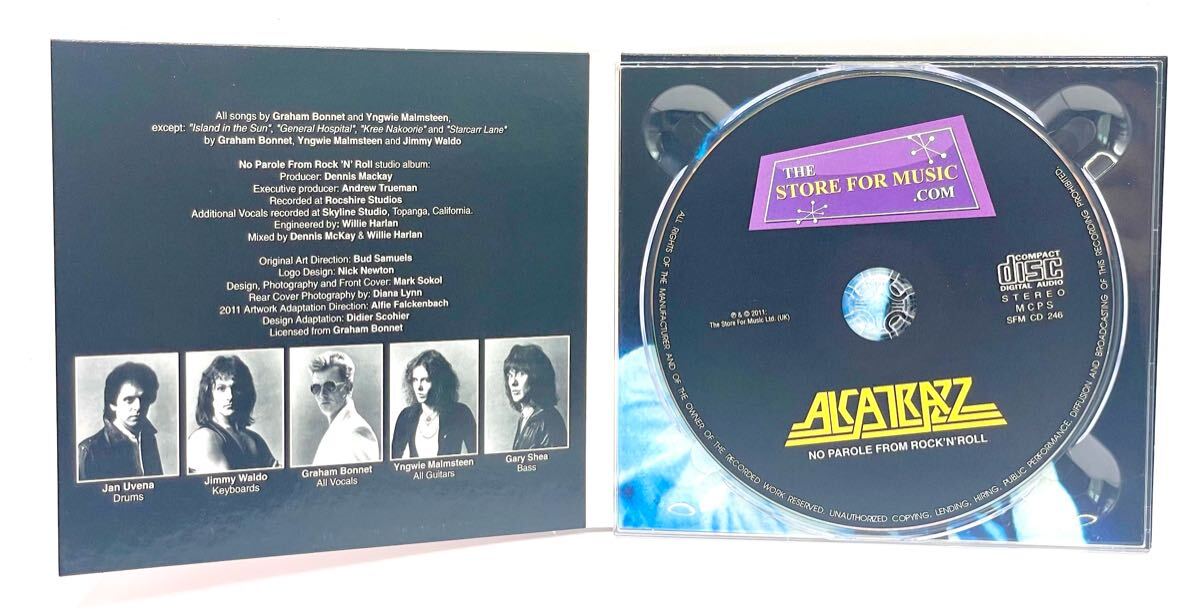 All songs by Graham Bonnet and Yngwie Malmsteen,
except: "Island in the Sun", "General Hospital", "Kree Nakoorie" and "Starcarr Lane"
by Graham Bonnet, Yngwie Malmsteen and Jimmy Waldo
No Parole From Rock 'N' Roll studio album:
Producer: Dennis Mackay
Executive producer: Andrew Trueman
Recorded at Rocshire Studios
Additional Vocals recorded at Skyline Studio, Topanga, California.
Engineered by: Willie Harlan
Mixed by Dennis McKay & Willie Harlan
Original Art Direction: Bud Samuels
Logo Design: Nick Newton
Design, Photography and Front Cover: Mark Sokol
Rear Cover Photography by: Diana Lynn
2011 Artwork Adaptation Direction: Alfie Falckenbach
Design Adaptation: Didier Scohier
Licensed from Graham Bonnet
Jan Uvena
Drums
Jimmy Waldo
Keyboards
Graham Bonnet
All Vocals
Yngwie Malmsteen
All Guitars
Gary Shea
Bass
THE
STORE FOR MUSIC
.COM
COMPACT
disc
DIGITAL AUDIO
STEREO
MCPS
SFM CD 246
℗ & © 2011:
The Store For Music Ltd. (UK)
ALCATRAZZ
NO PAROLE FROM ROCK'N'ROLL
ALL RIGHTS OF THE MANUFACTURER AND OF THE OWNER OF THE RECORDED WORK RESERVED. UNAUTHORIZED COPYING, LENDING, HIRING, PUBLIC PERFORMANCE, DIFFUSION AND BROADCASTING OF THIS RECORDING PROHIBITED.